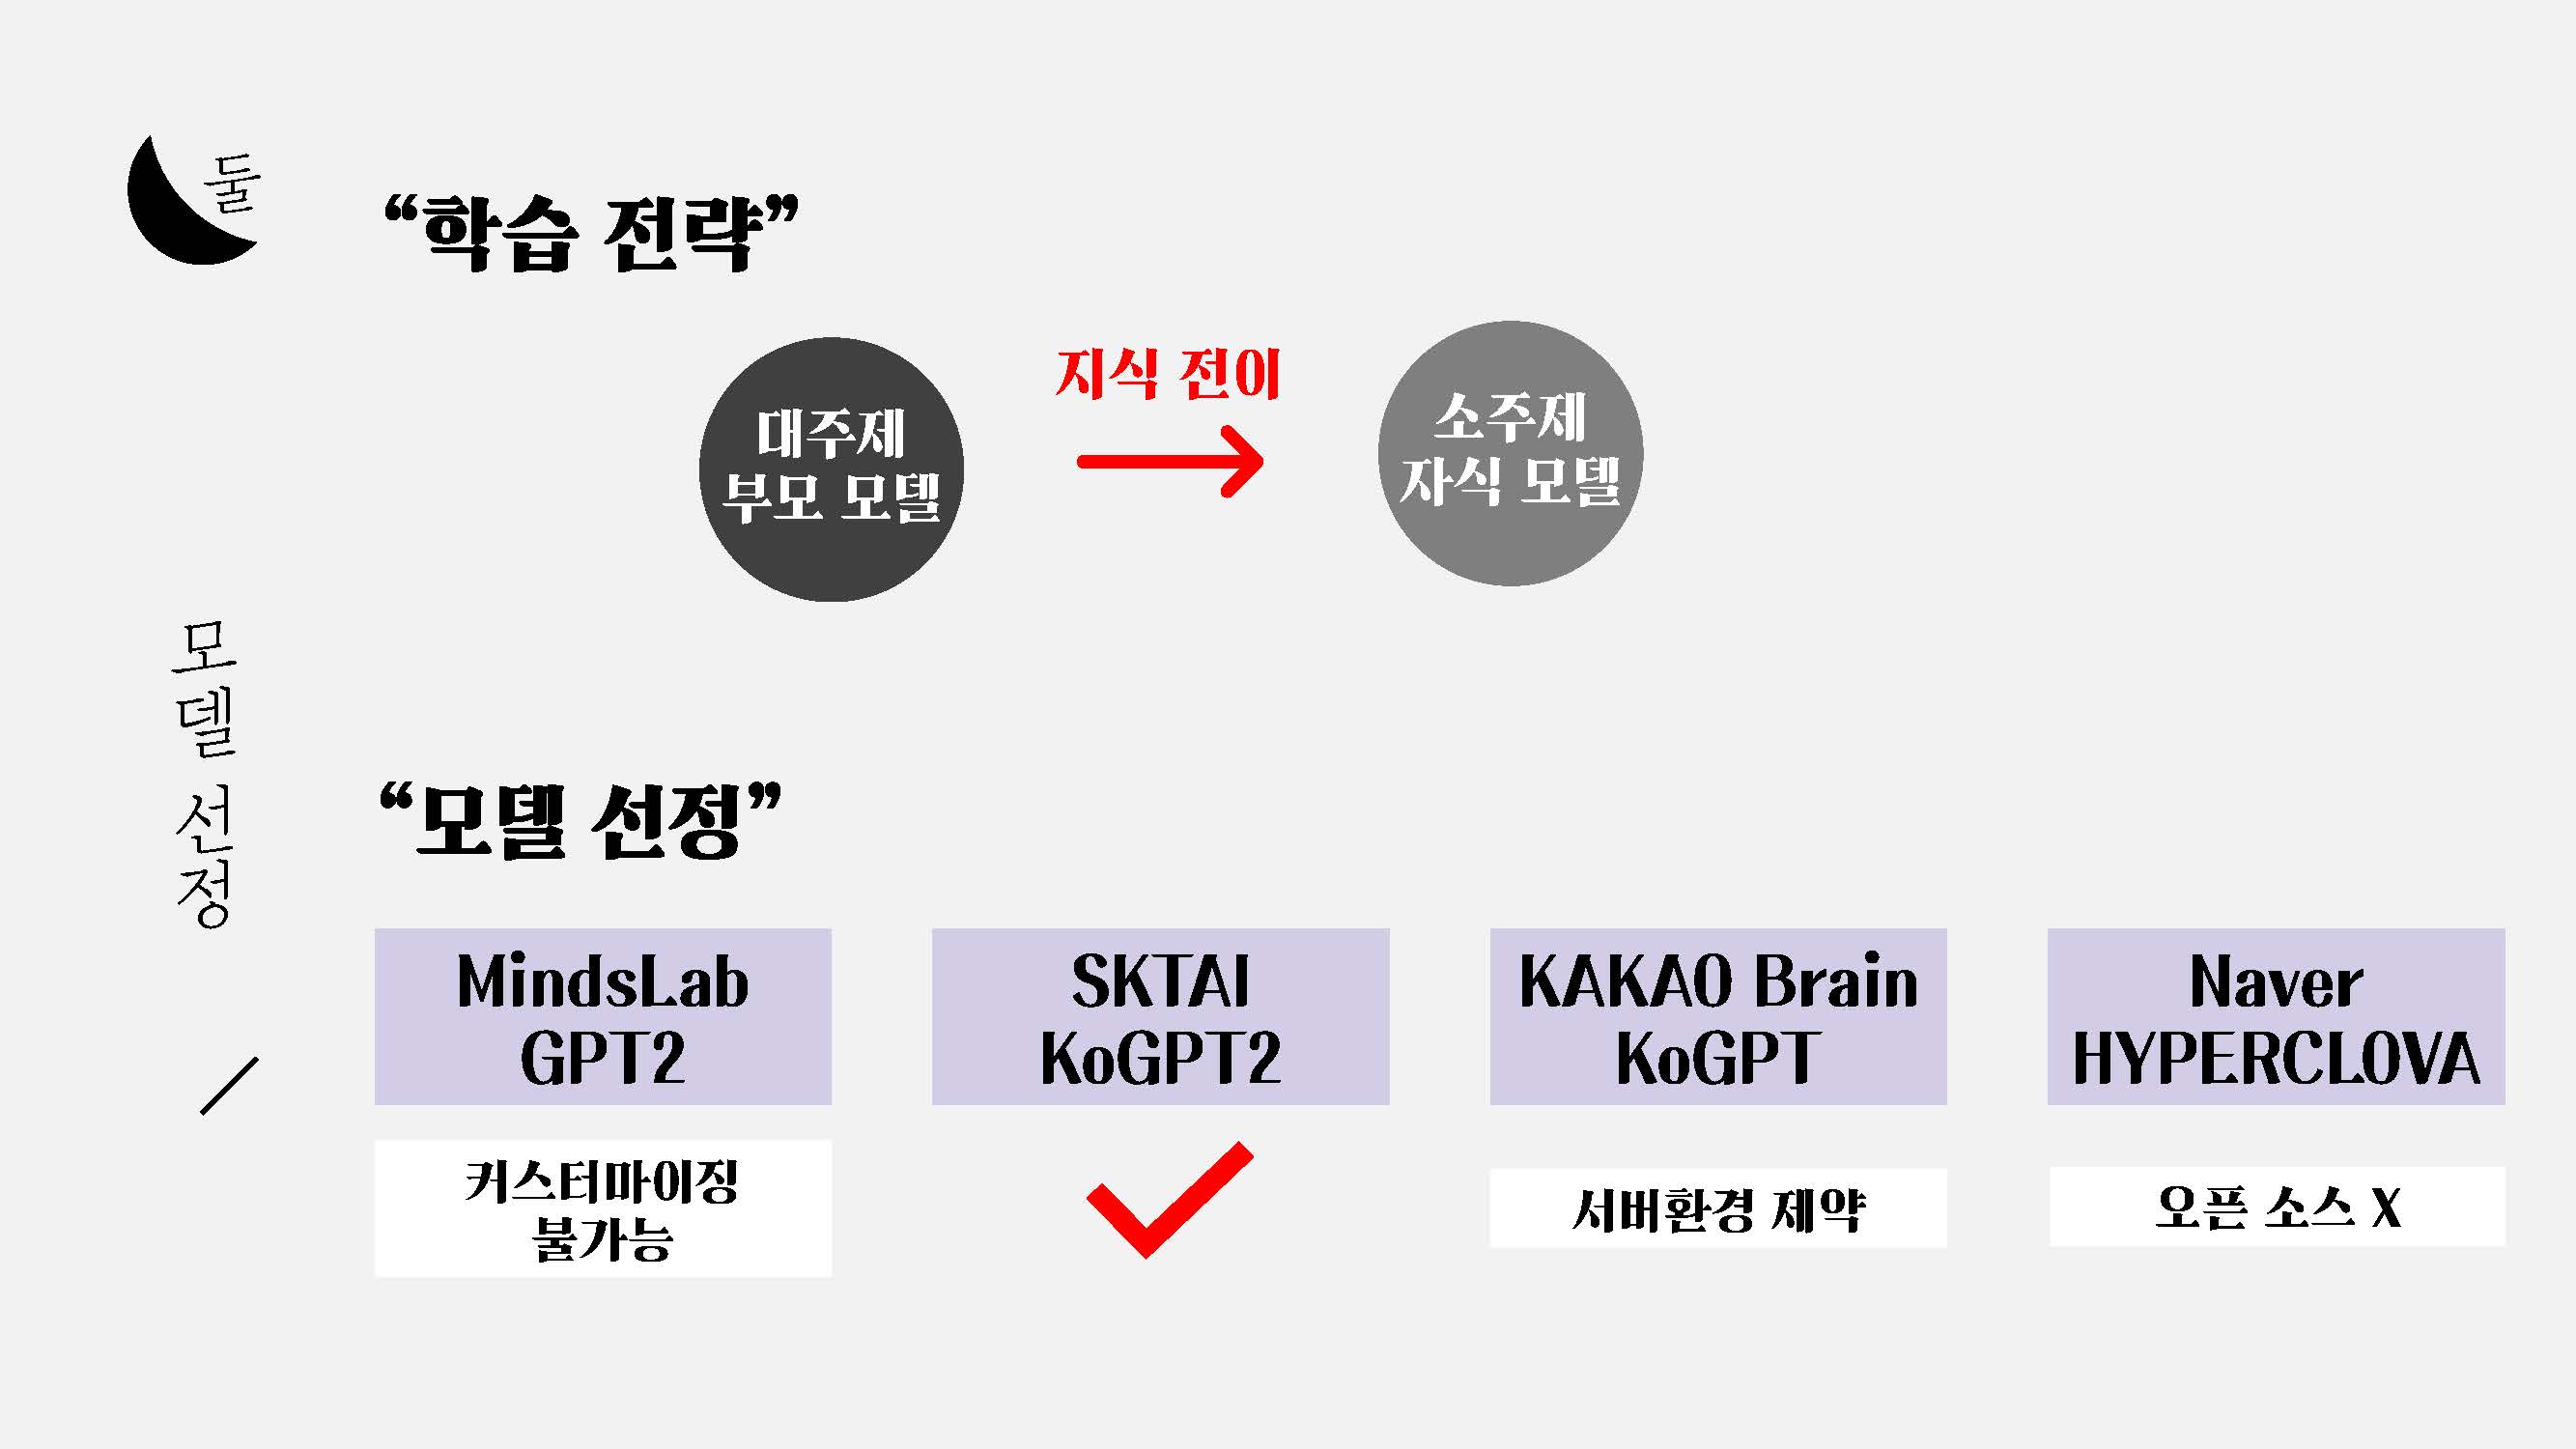 둘
모델 선정
“학습 전략”
대주제
부모 모델
지식 전이
소주제
자식 모델
“모델 선정”
MindsLab
GPT2
커스터마이징
불가능
SKTAI
KoGPT2
KAKAO Brain
KoGPT
서버환경 제약
Naver
HYPERCLOVA
오픈 소스 X